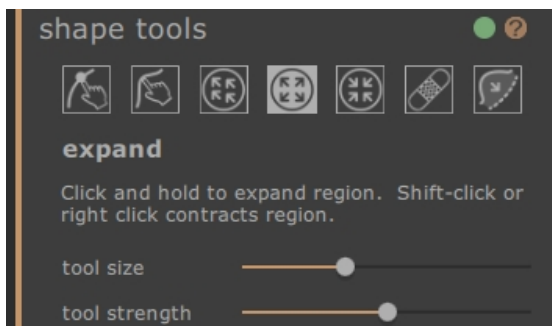 shape tools
?
expand
Click and hold to expand region.  Shift-click or
right click contracts region.
tool size
tool strength